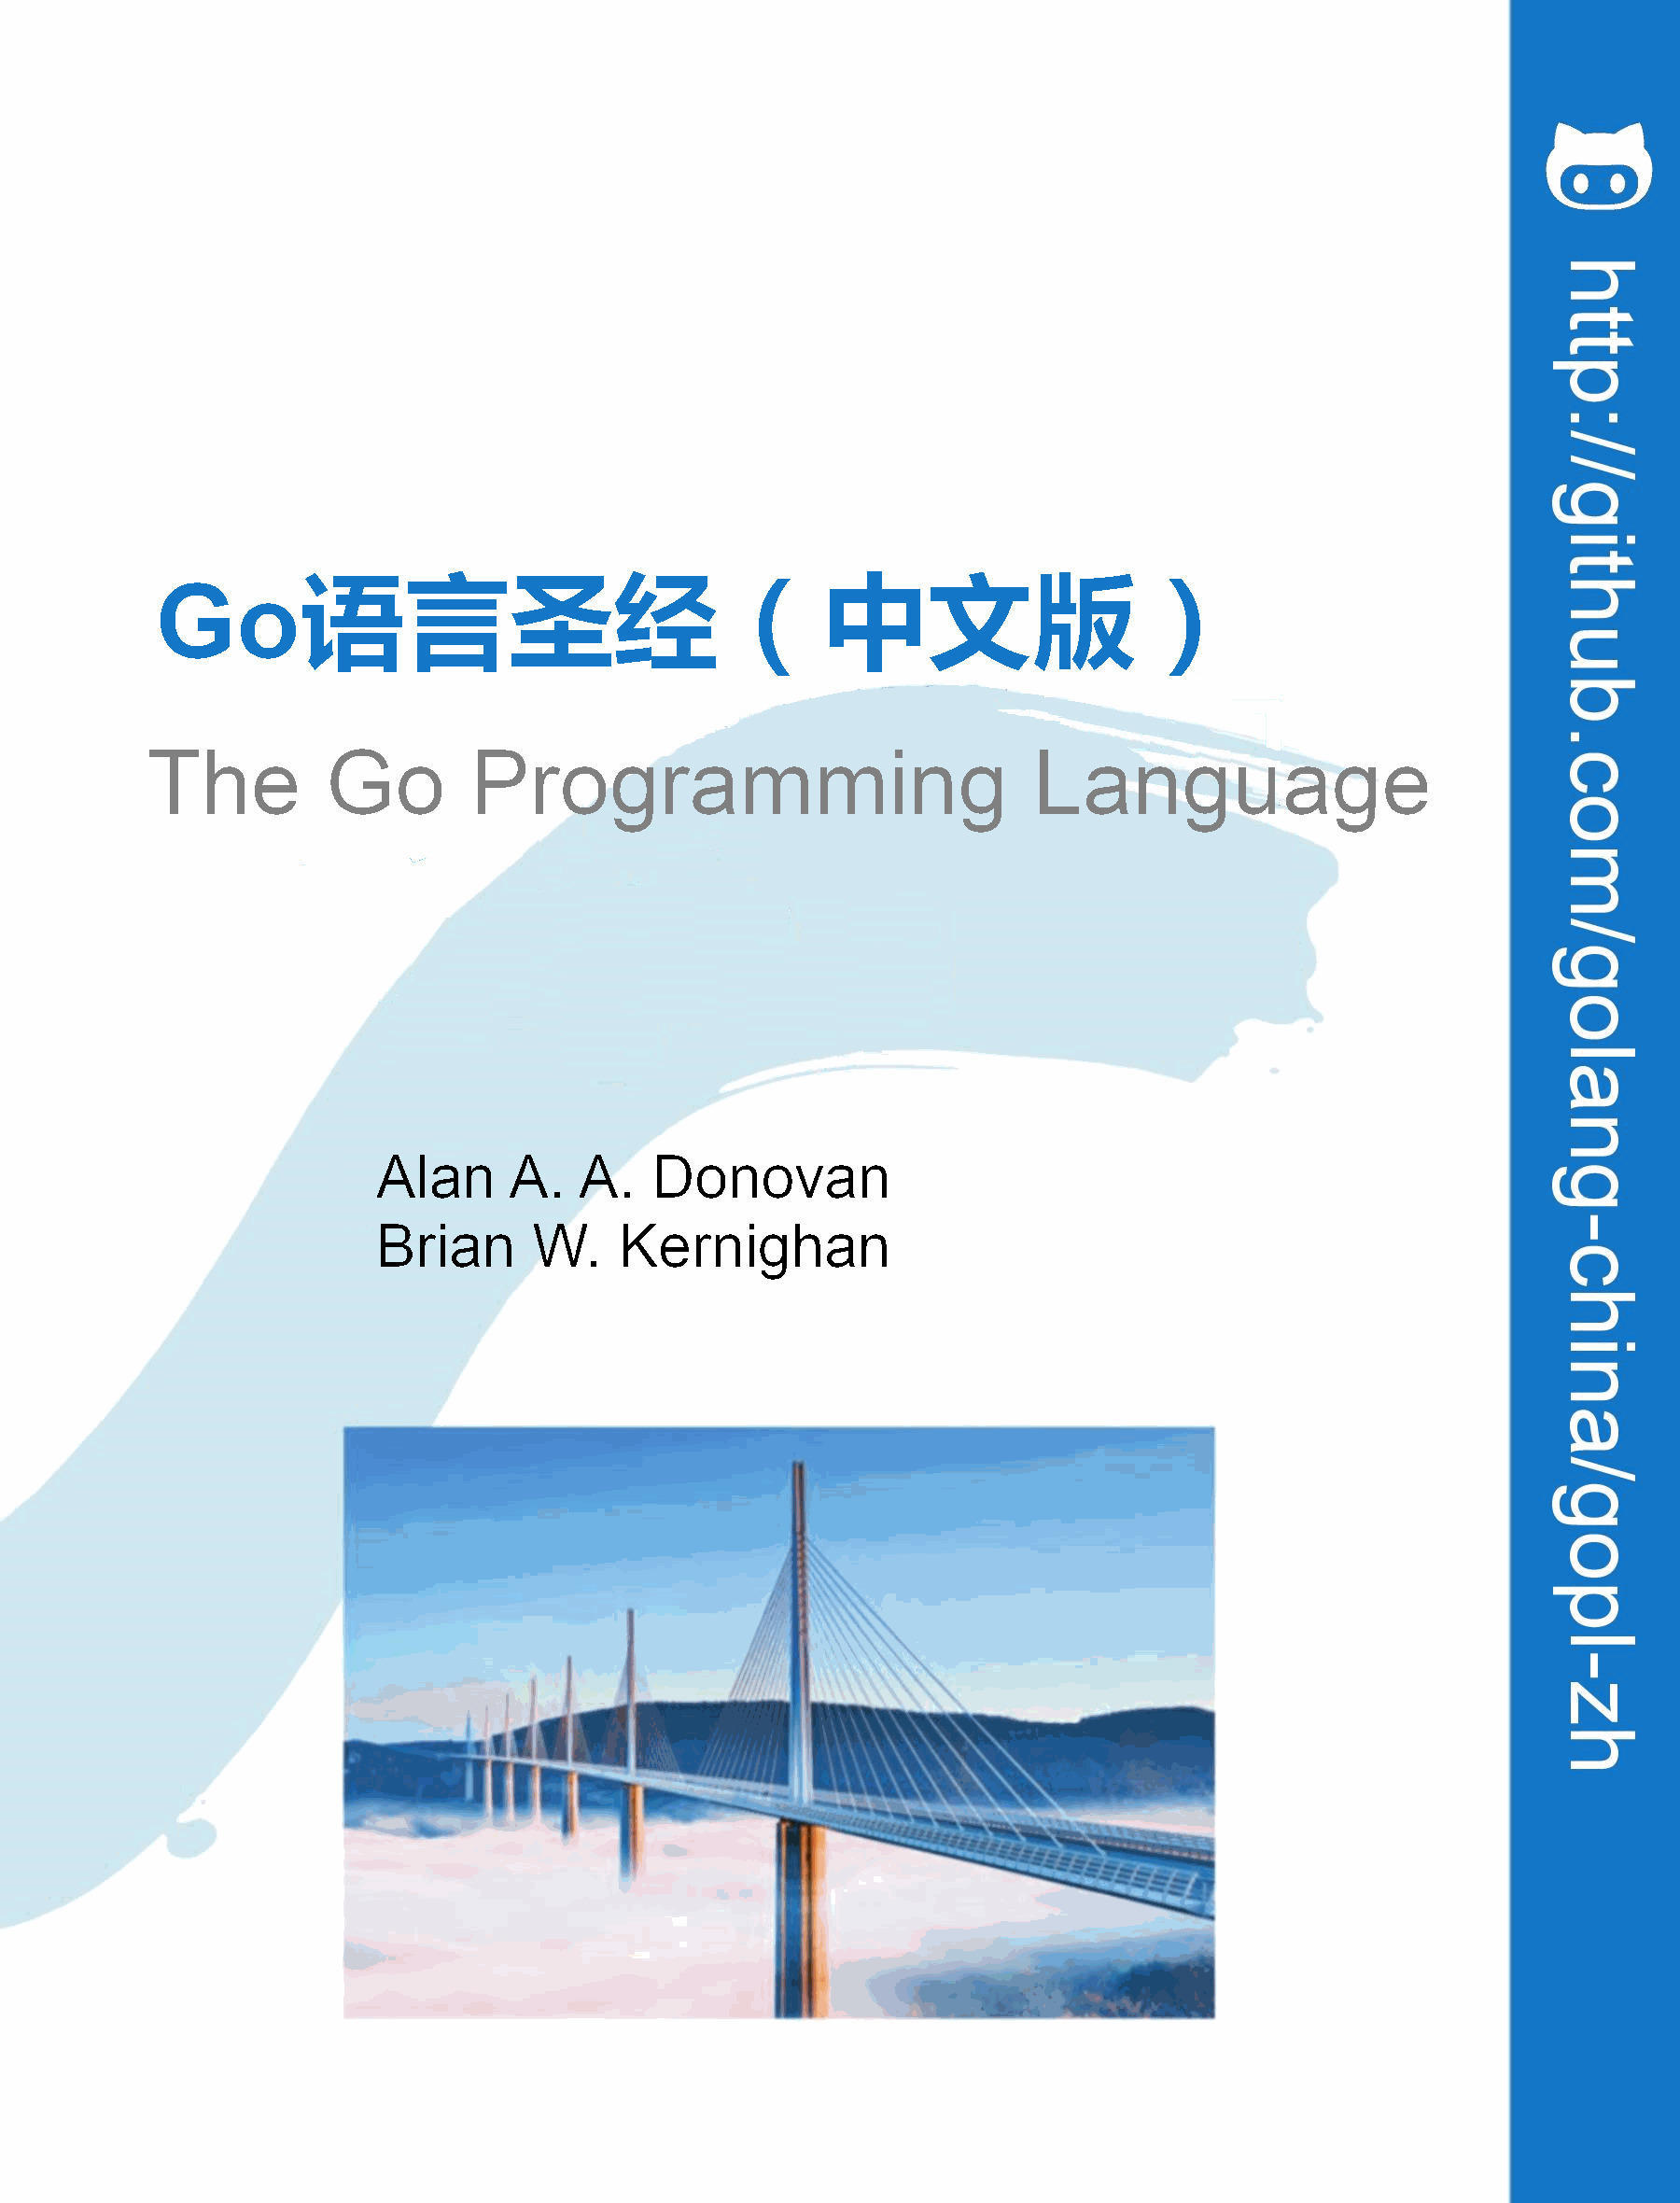 Go语言圣经（中文版）
The Go Programming Language
Alan A. A. Donovan
Brian W. Kernighan
http://github.com/golang-china/gopl-zh